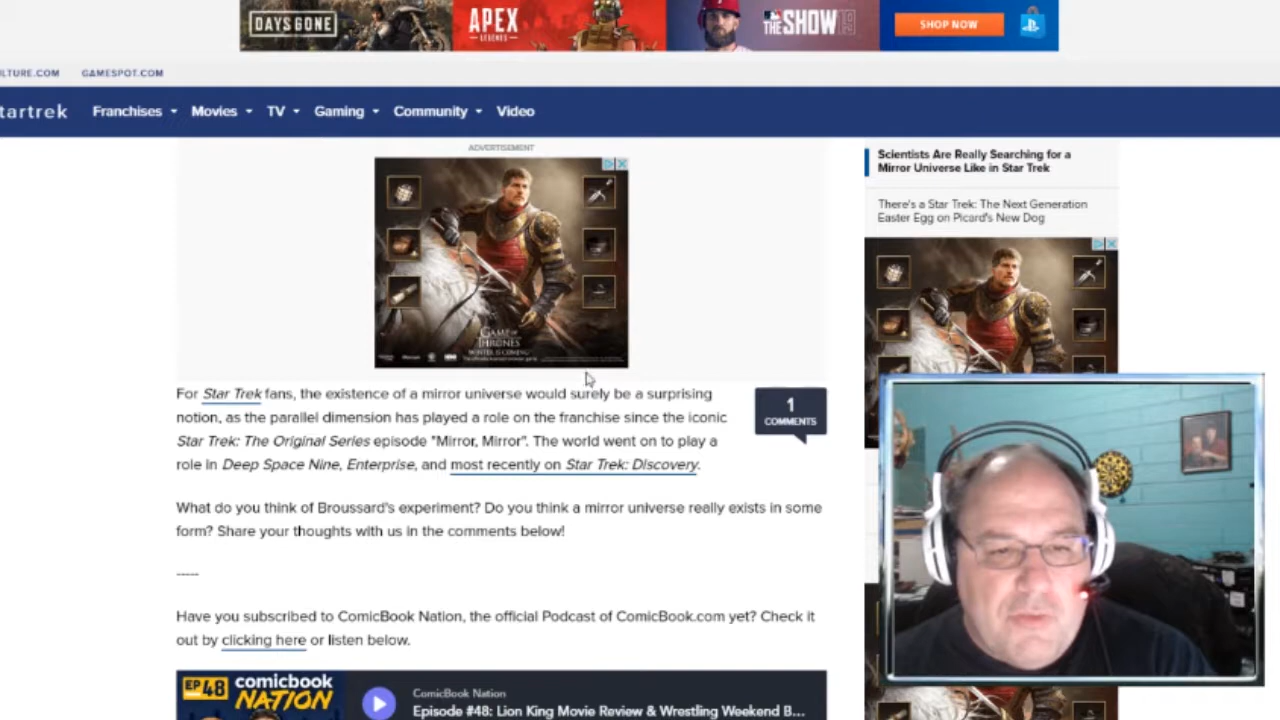 DAYS GONE
APEX
LEGENDS
THE SHOW 19
SHOP NOW
LTURE.COM GAMESPOT.COM
tartrek Franchises Movies TV Gaming Community Video
ADVERTISEMENT
GAME OF
THRONES
WINTER IS COMING
For Star Trek fans, the existence of a mirror universe would surely be a surprising
notion, as the parallel dimension has played a role on the franchise since the iconic
Star Trek: The Original Series episode "Mirror, Mirror". The world went on to play a
role in Deep Space Nine, Enterprise, and most recently on Star Trek: Discovery.
1
COMMENTS
What do you think of Broussard's experiment? Do you think a mirror universe really exists in some
form? Share your thoughts with us in the comments below!
-----
Have you subscribed to ComicBook Nation, the official Podcast of ComicBook.com yet? Check it
out by clicking here or listen below.
EP 48 comicbook
NATION
ComicBook Nation
Episode #48: Lion King Movie Review & Wrestling Weekend B...
Scientists Are Really Searching for a
Mirror Universe Like in Star Trek
There's a Star Trek: The Next Generation
Easter Egg on Picard's New Dog